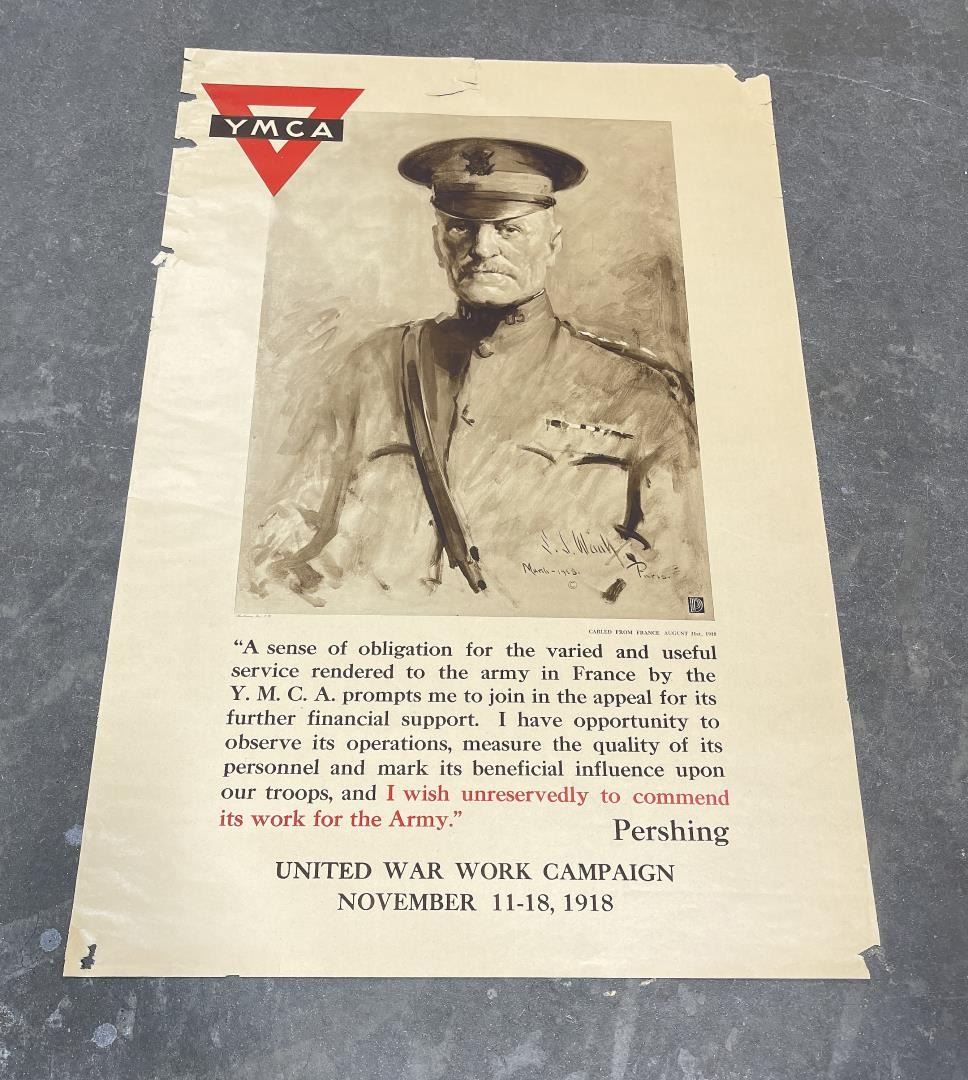 YMCA
March-1918.
Paris
©
CABLED FROM FRANCE AUGUST 31st, 1918
“A sense of obligation for the varied and useful
service rendered to the army in France by the
Y. M. C. A. prompts me to join in the appeal for its
further financial support. I have opportunity to
observe its operations, measure the quality of its
personnel and mark its beneficial influence upon
our troops, and I wish unreservedly to commend
its work for the Army.”
Pershing
UNITED WAR WORK CAMPAIGN
NOVEMBER 11-18, 1918